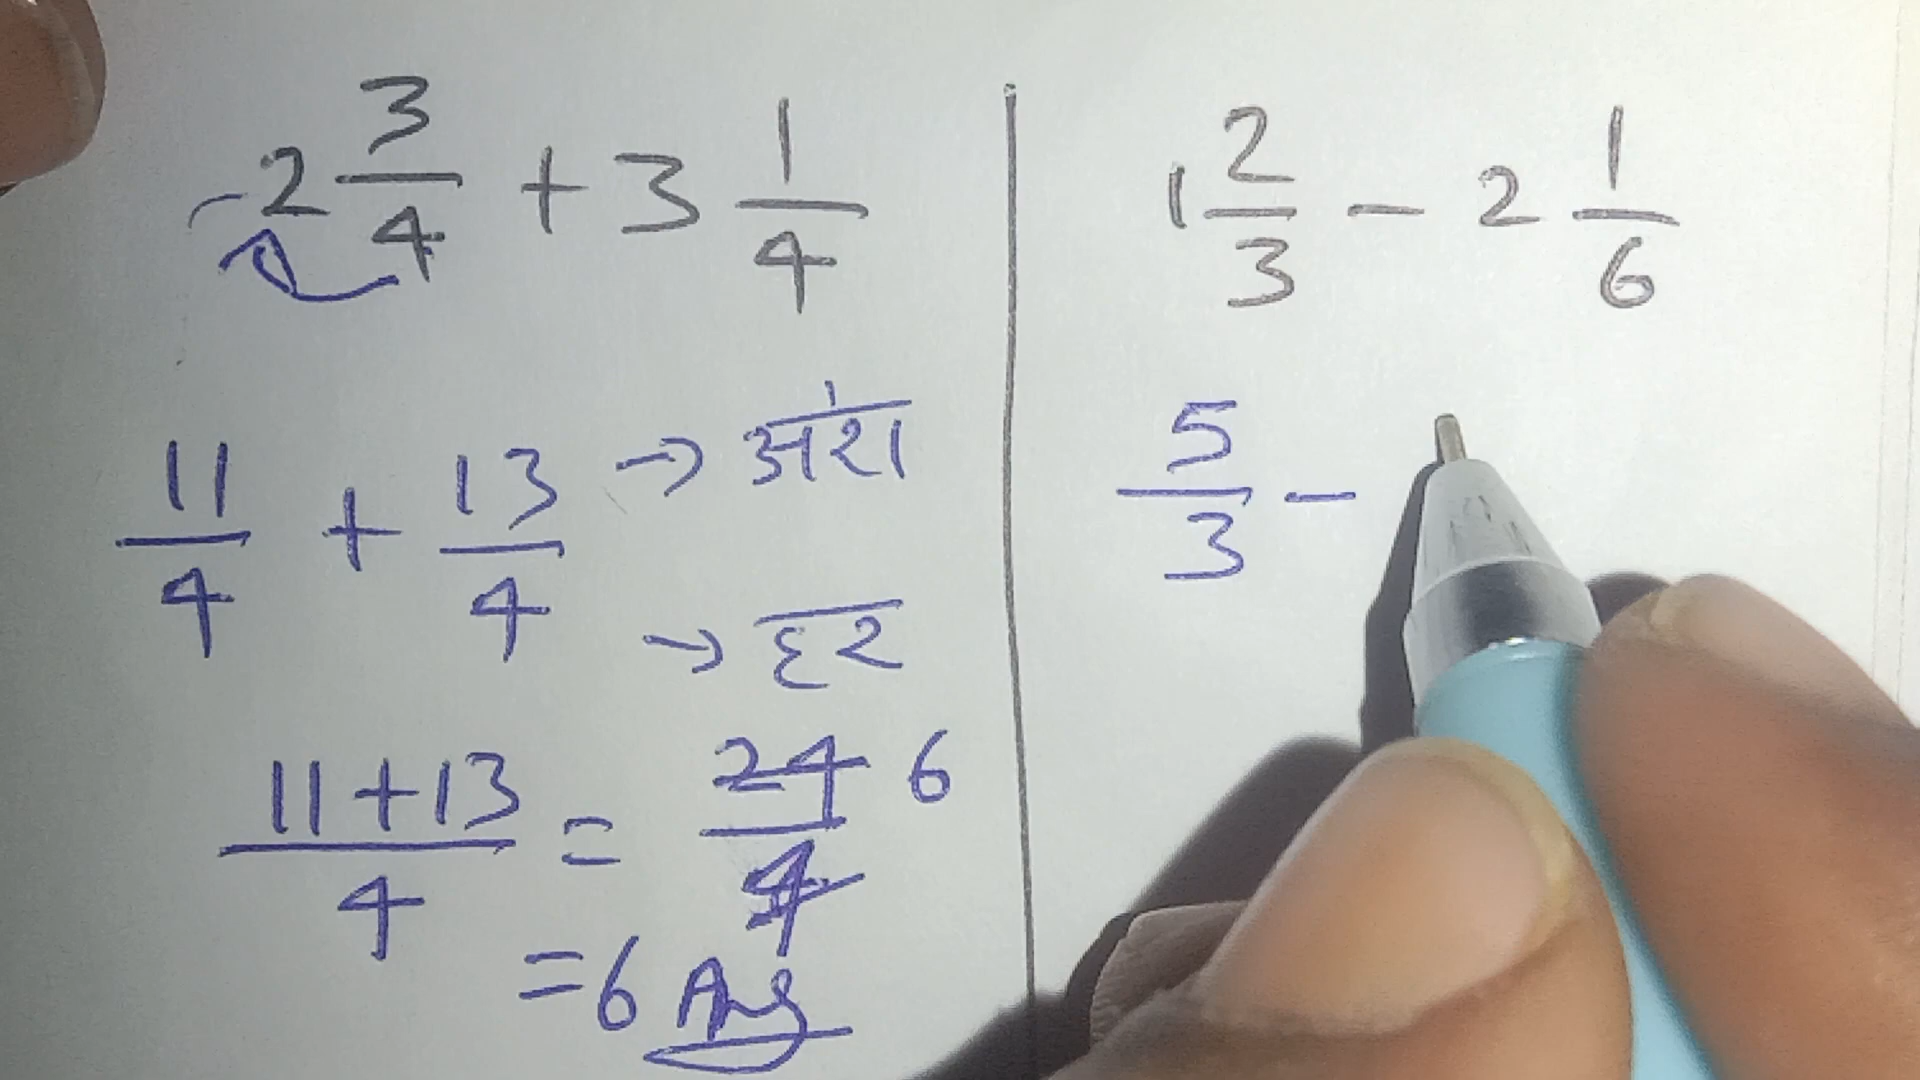 2 3/4 + 3 1/4
11/4 + 13/4 → अंश
→ हर
11+13/4 = 24/4 6
= 6 Ans
1 2/3 - 2 1/6
5/3 -